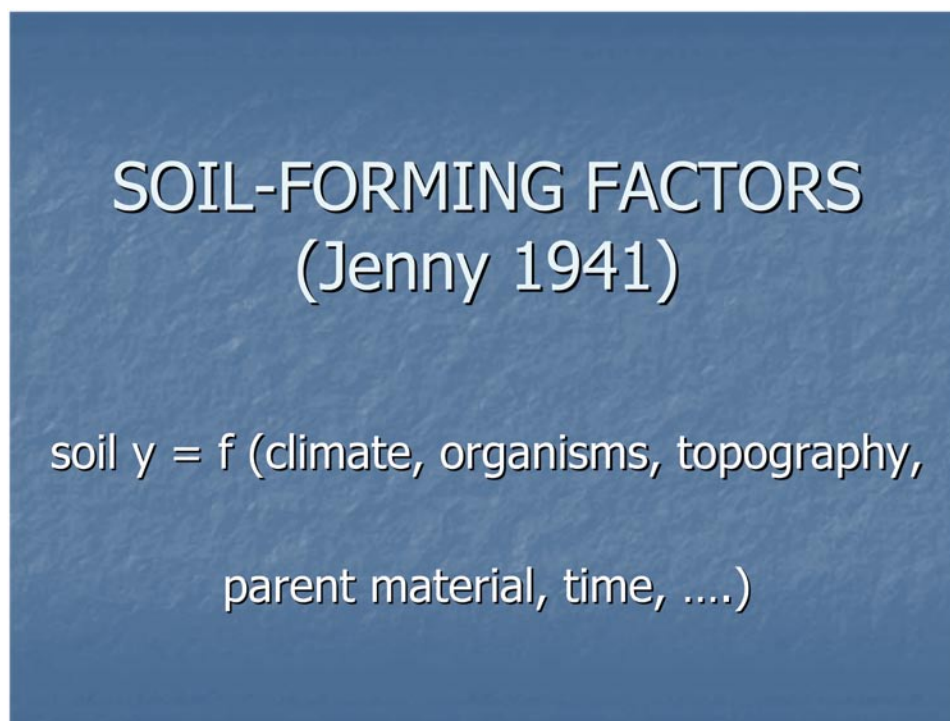 SOIL-FORMING FACTORS
(Jenny 1941)
soil y = f (climate, organisms, topography,
parent material, time, ….)